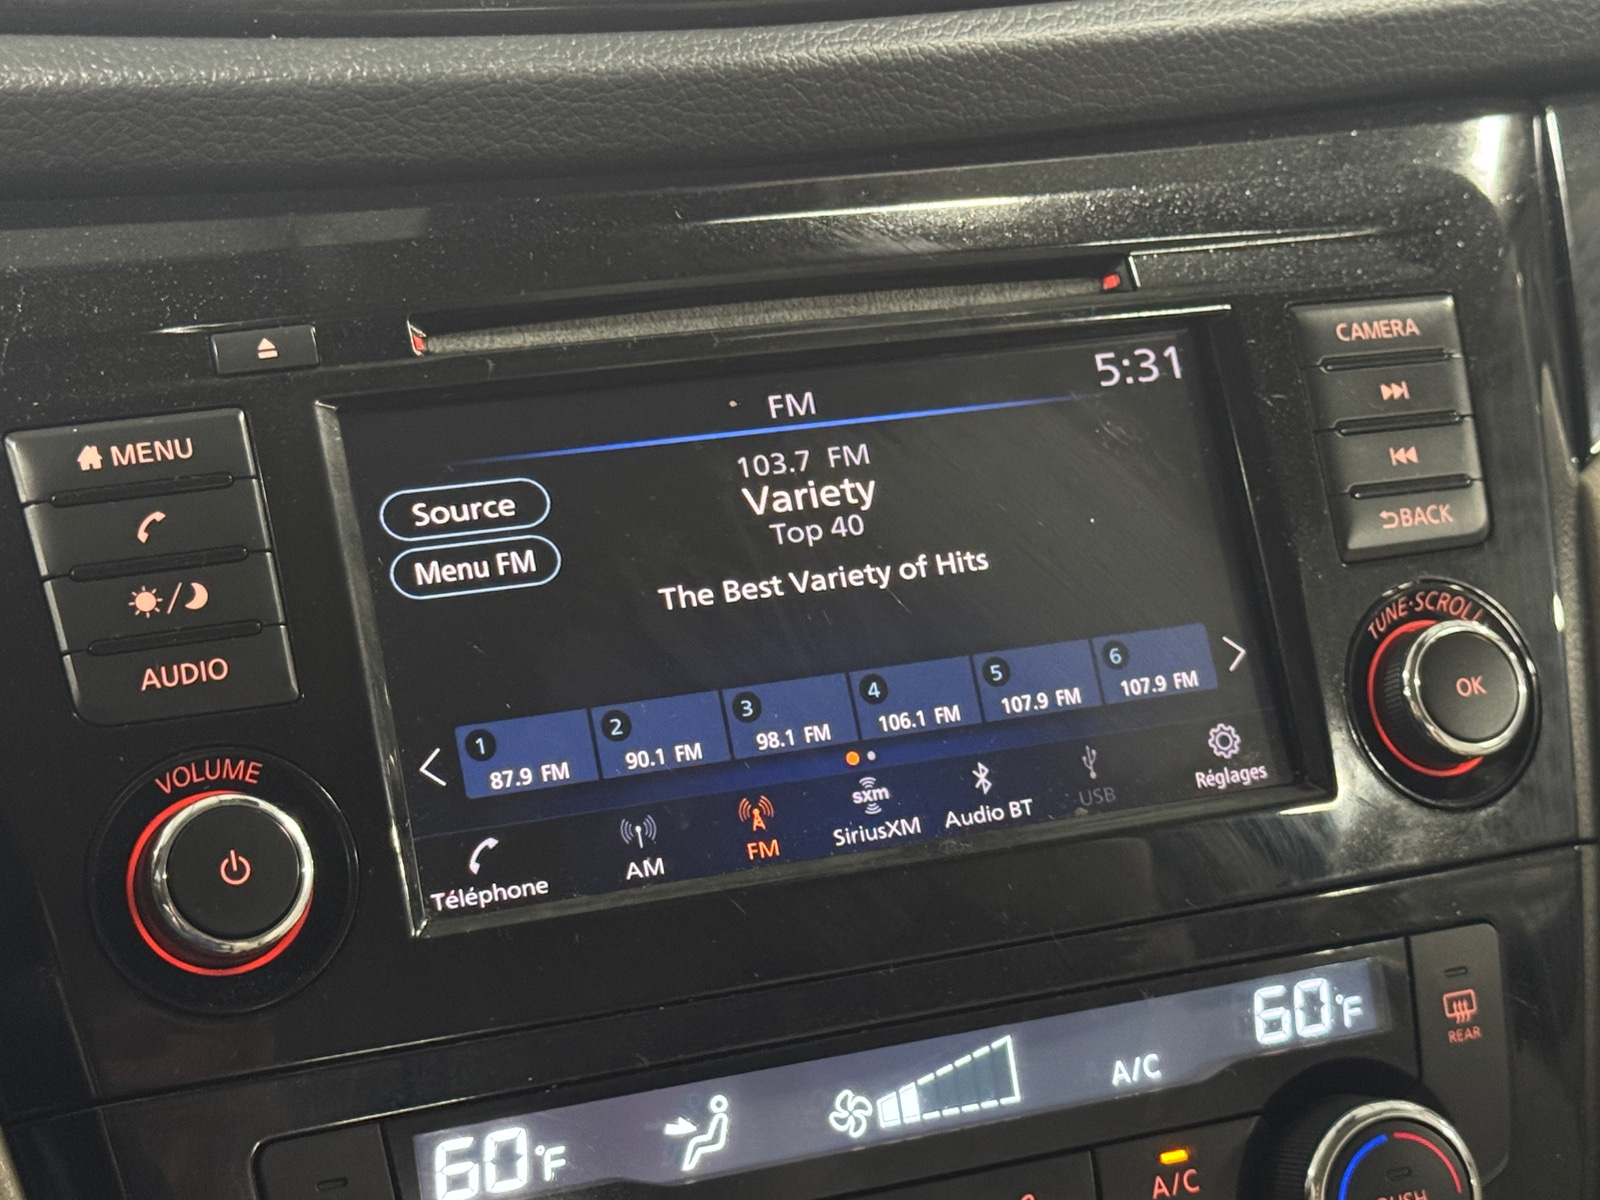 5:31
FM
103.7 FM
Variety
Top 40
The Best Variety of Hits
Source
Menu FM
1
87.9 FM
2
90.1 FM
3
98.1 FM
4
106.1 FM
5
107.9 FM
6
107.9 FM
Téléphone
AM
FM
sxm
SiriusXM
Audio BT
USB
Réglages
MENU
AUDIO
VOLUME
CAMERA
BACK
TUNE·SCROLL
OK
60°F
A/C
60°F
REAR
A/C
PUSH